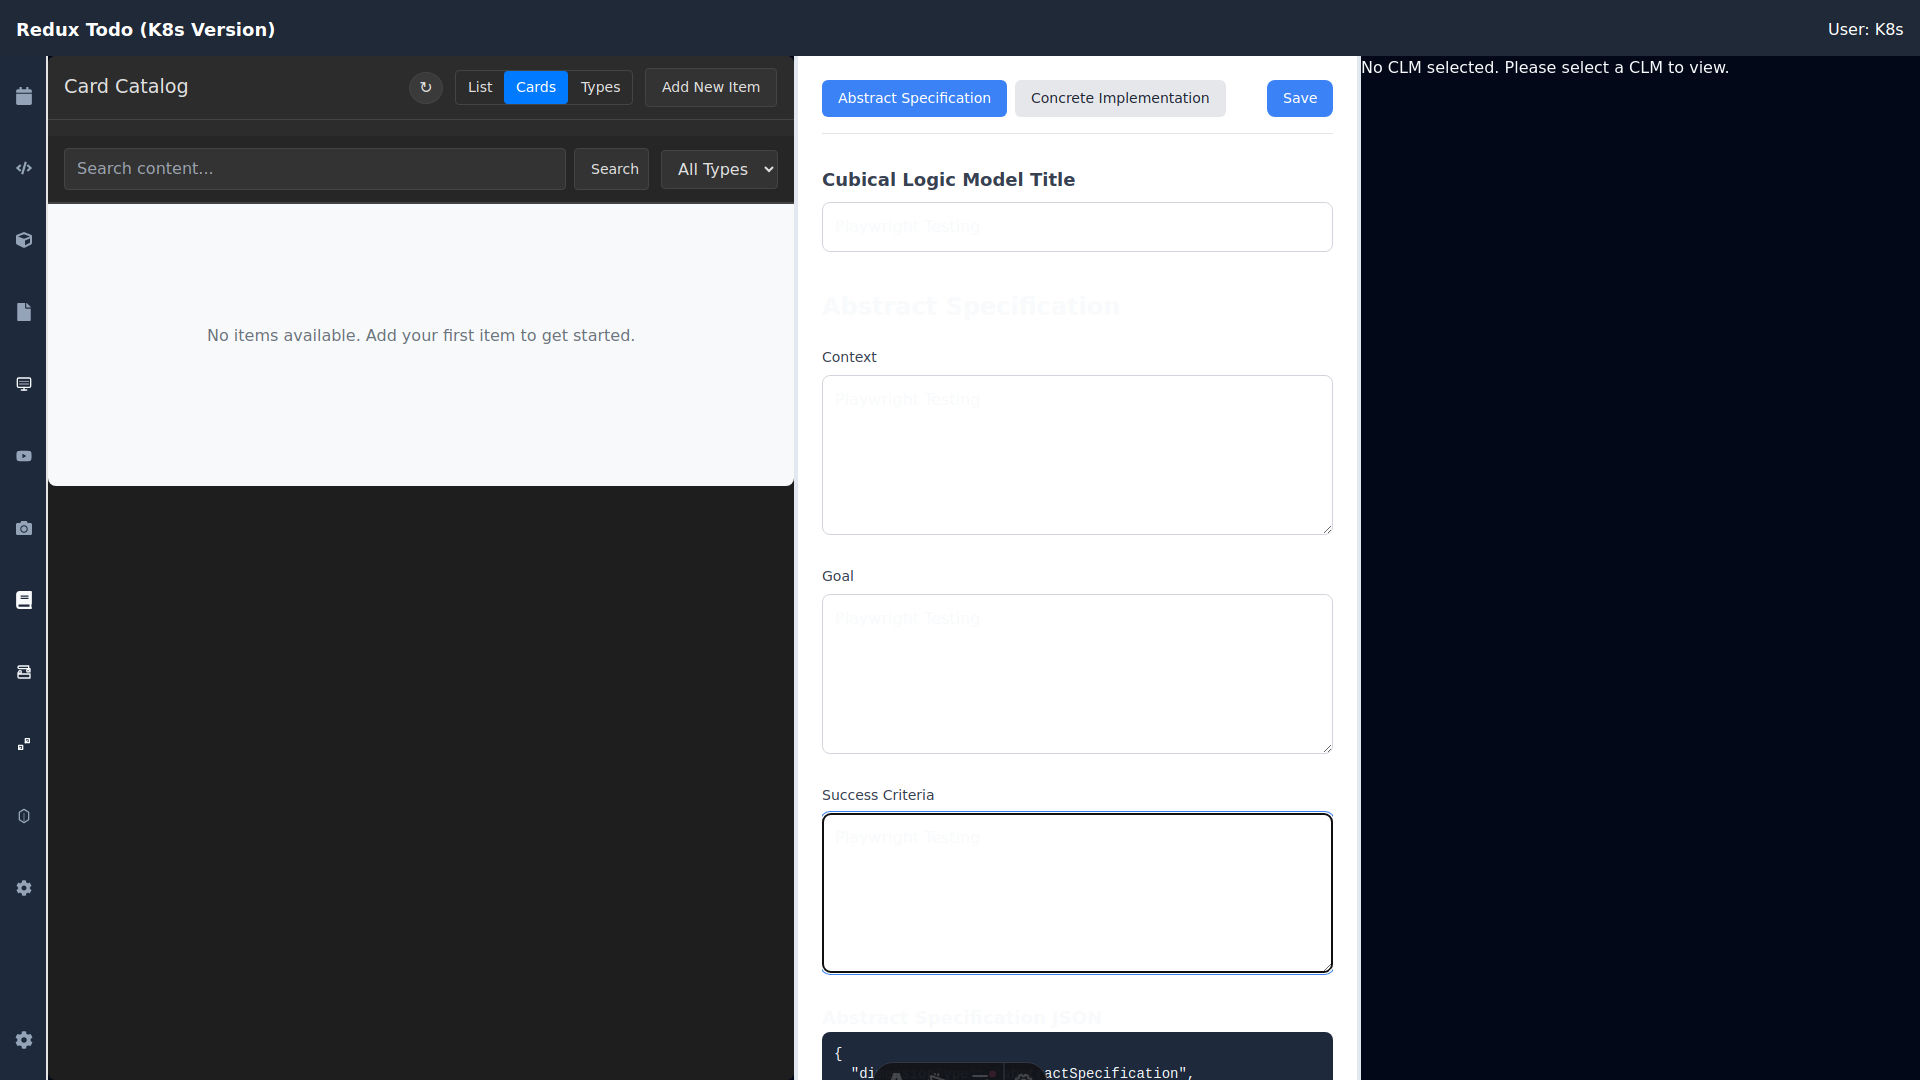 Redux Todo (K8s Version)
User: K8s
Card Catalog
↻
List
Cards
Types
Add New Item
Search content...
Search
All Types
No items available. Add your first item to get started.
Abstract Specification
Concrete Implementation
Save
Cubical Logic Model Title
Playwright Testing
Abstract Specification
Context
Playwright Testing
Goal
Playwright Testing
Success Criteria
Playwright Testing
Abstract Specification JSON
{
actSpecification",
No CLM selected. Please select a CLM to view.